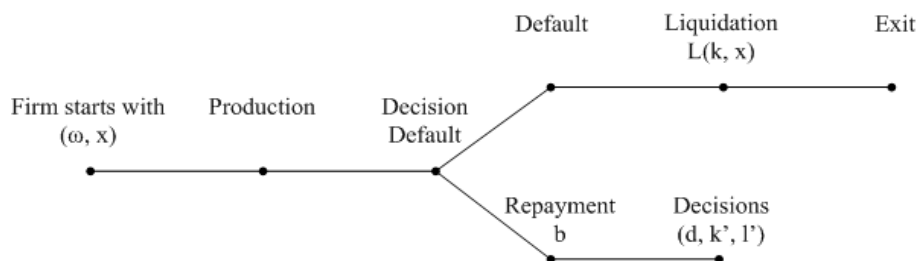 Default
Liquidation
L(k, x)
Exit
Firm starts with
(ω, x)
Production
Decision
Default
Repayment
b
Decisions
(d, k’, l’)